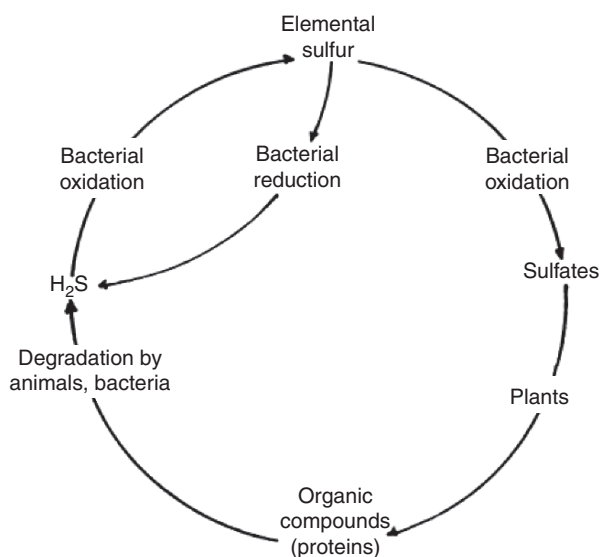 Elemental
sulfur
Bacterial
oxidation
Bacterial
reduction
Bacterial
oxidation
H₂S
Sulfates
Degradation by
animals, bacteria
Plants
Organic
compounds
(proteins)